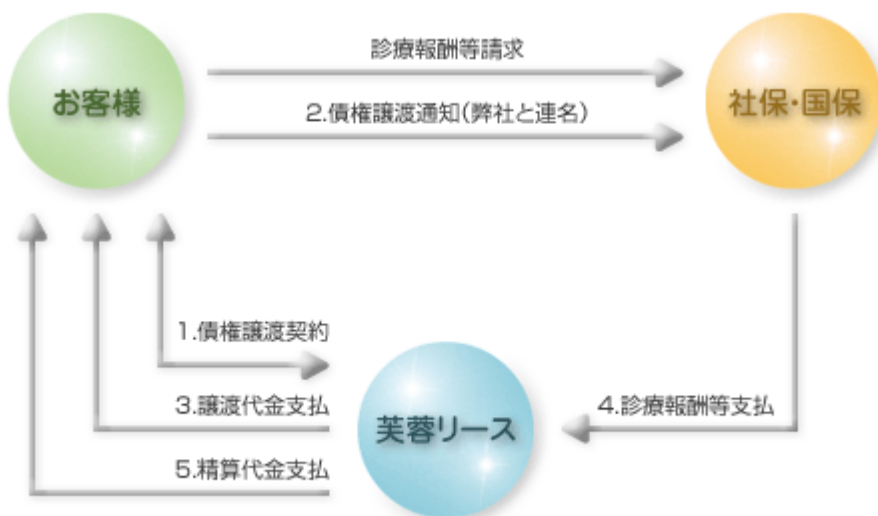 診療報酬等請求
お客様
社保・国保
2.債権譲渡通知(弊社と連名)
1.債権譲渡契約
3.譲渡代金支払
芙蓉リース
4.診療報酬等支払
5.精算代金支払